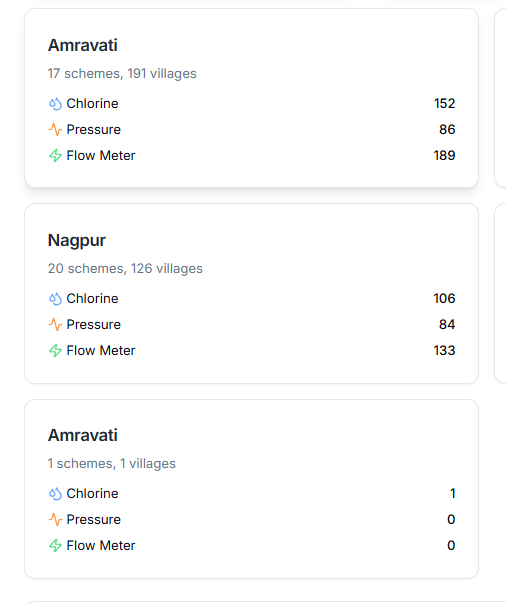 Amravati
17 schemes, 191 villages
Chlorine 152
Pressure 86
Flow Meter 189
Nagpur
20 schemes, 126 villages
Chlorine 106
Pressure 84
Flow Meter 133
Amravati
1 schemes, 1 villages
Chlorine 1
Pressure 0
Flow Meter 0